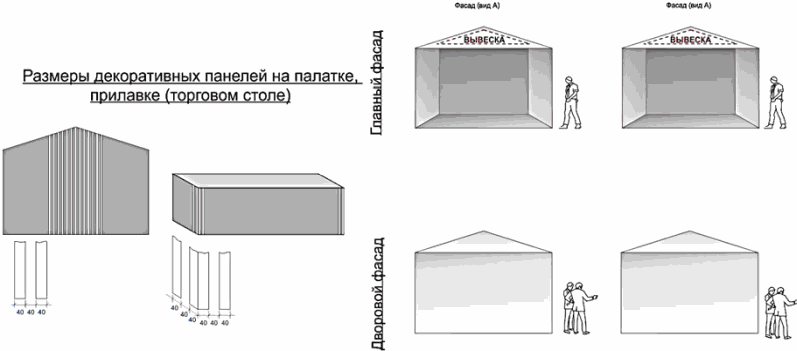 Фасад (вид А)
Фасад (вид А)
Главный фасад
ВЫВЕСКА
ВЫВЕСКА
Размеры декоративных панелей на палатке,
прилавке (торговом столе)
Дворовой фасад
40 40 40
40 40 40 40 40